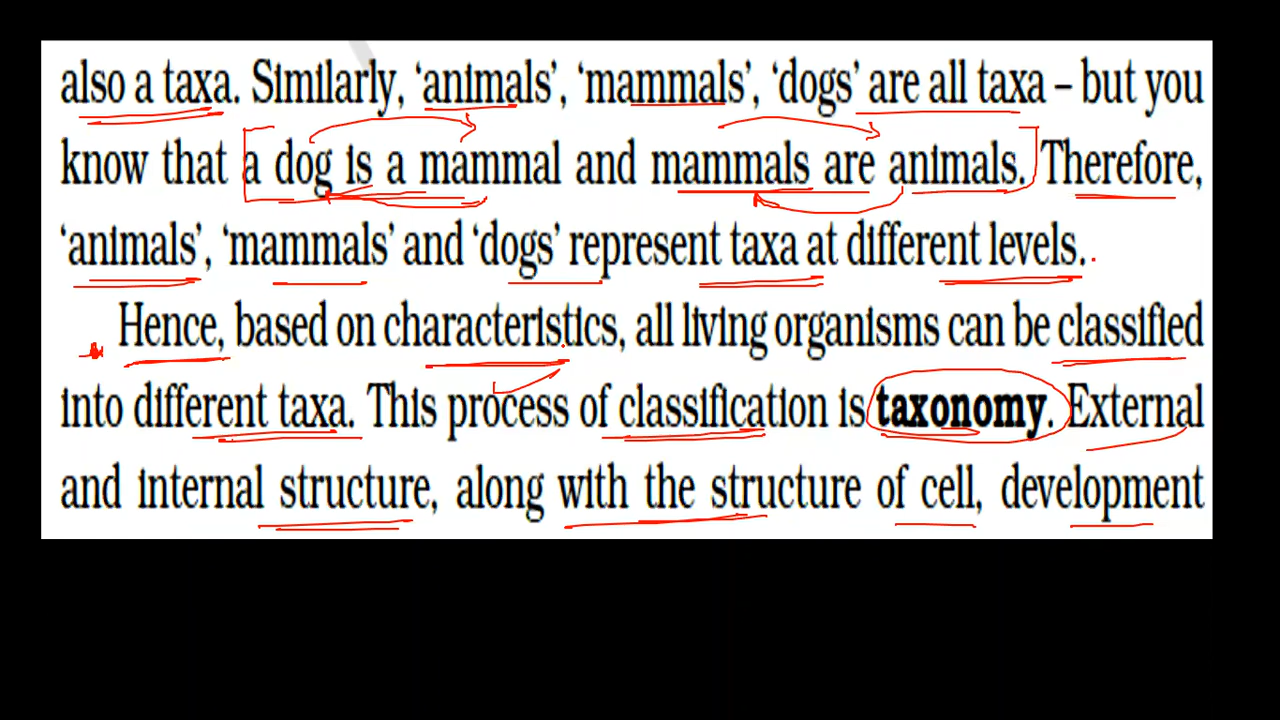 also a taxa. Similarly, ‘animals’, ‘mammals’, ‘dogs’ are all taxa – but you
know that a dog is a mammal and mammals are animals. Therefore,
‘animals’, ‘mammals’ and ‘dogs’ represent taxa at different levels.
Hence, based on characteristics, all living organisms can be classified
into different taxa. This process of classification is taxonomy. External
and internal structure, along with the structure of cell, development